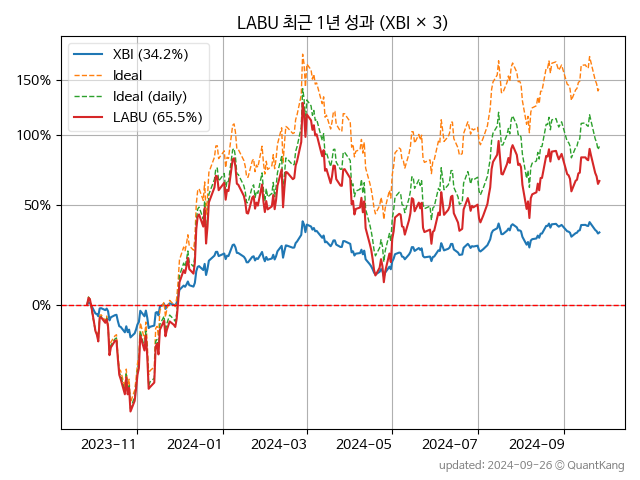 LABU 최근 1년 성과 (XBI × 3)
XBI (34.2%)
Ideal
Ideal (daily)
LABU (65.5%)
150%
100%
50%
0%
2023-11 2024-01 2024-03 2024-05 2024-07 2024-09
updated: 2024-09-26 © QuantKang